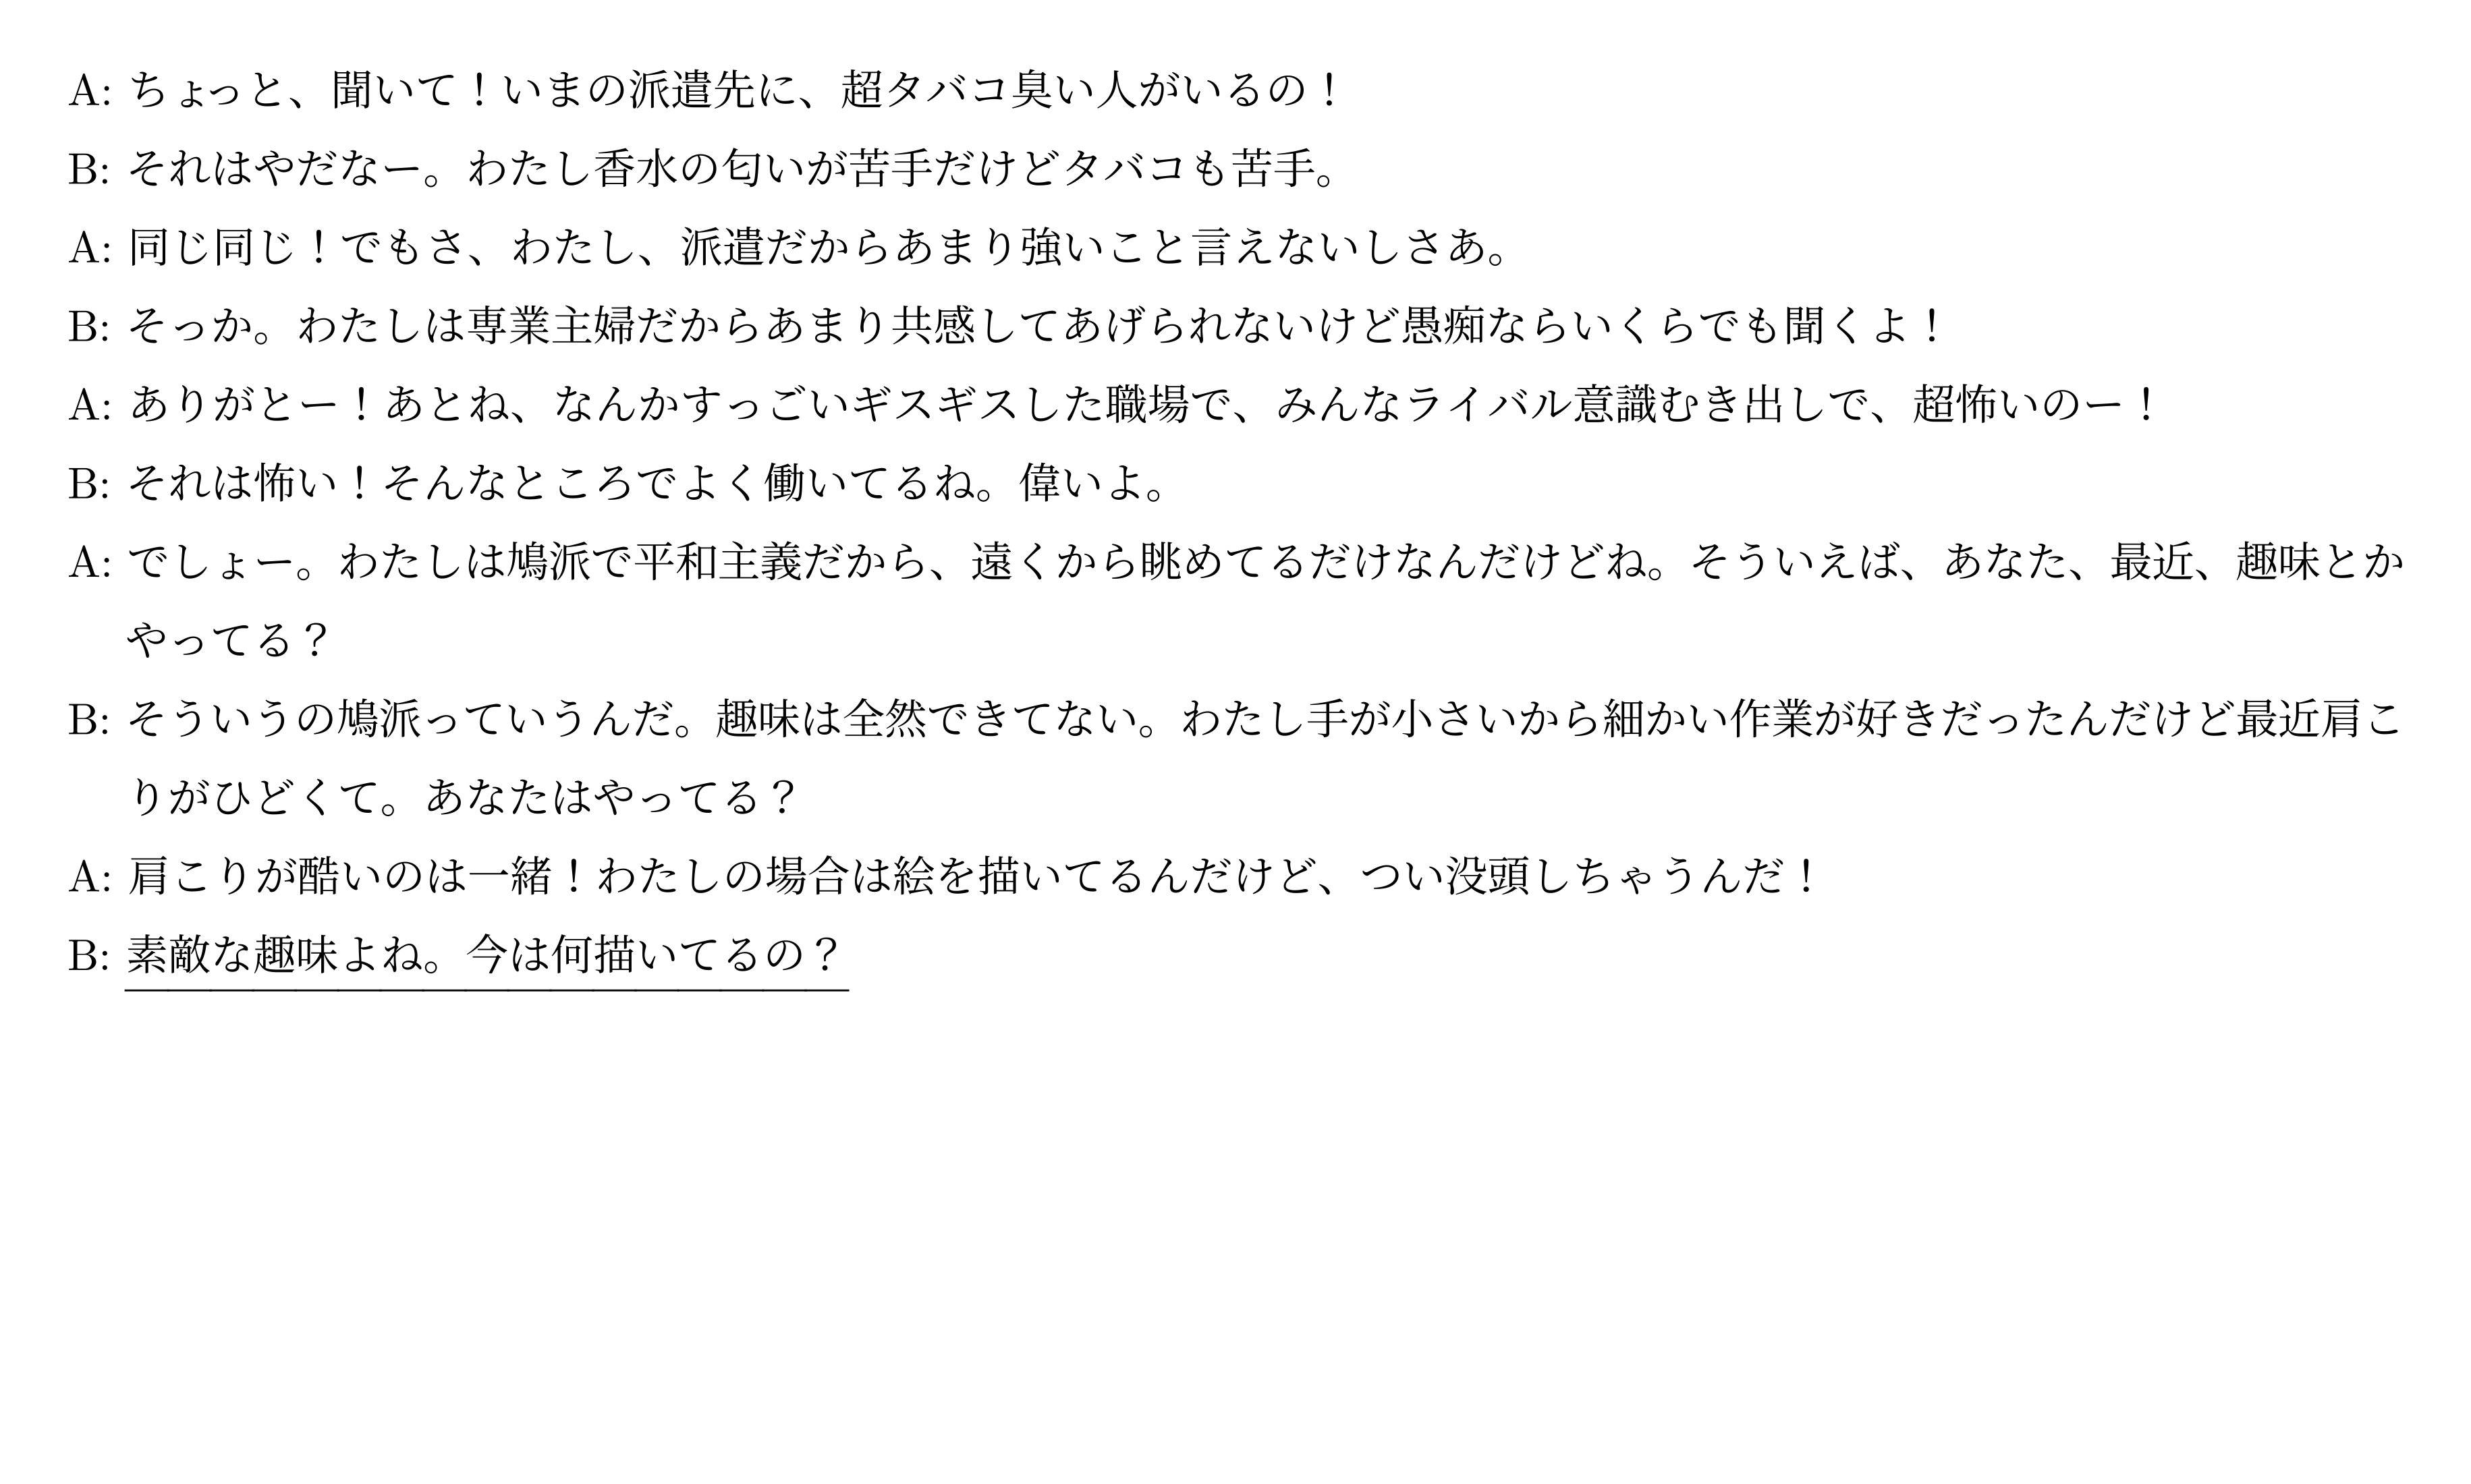 A: ちょっと、聞いて！いまの派遣先に、超タバコ臭い人がいるの！
B: それはやだなー。わたし香水の匂いが苦手だけどタバコも苦手。
A: 同じ同じ！でもさ、わたし、派遣だからあまり強いこと言えないしさあ。
B: そっか。わたしは専業主婦だからあまり共感してあげられないけど愚痴ならいくらでも聞くよ！
A: ありがとー！あとね、なんかすっごいギスギスした職場で、みんなライバル意識むき出しで、超怖いのー！
B: それは怖い！そんなところでよく働いてるね。偉いよ。
A: でしょー。わたしは鳩派で平和主義だから、遠くから眺めてるだけなんだけどね。そういえば、あなた、最近、趣味とか
やってる？
B: そういうの鳩派っていうんだ。趣味は全然できてない。わたし手が小さいから細かい作業が好きだったんだけど最近肩こ
りがひどくて。あなたはやってる？
A: 肩こりが酷いのは一緒！わたしの場合は絵を描いてるんだけど、つい没頭しちゃうんだ！
B: 素敵な趣味よね。今は何描いてるの？